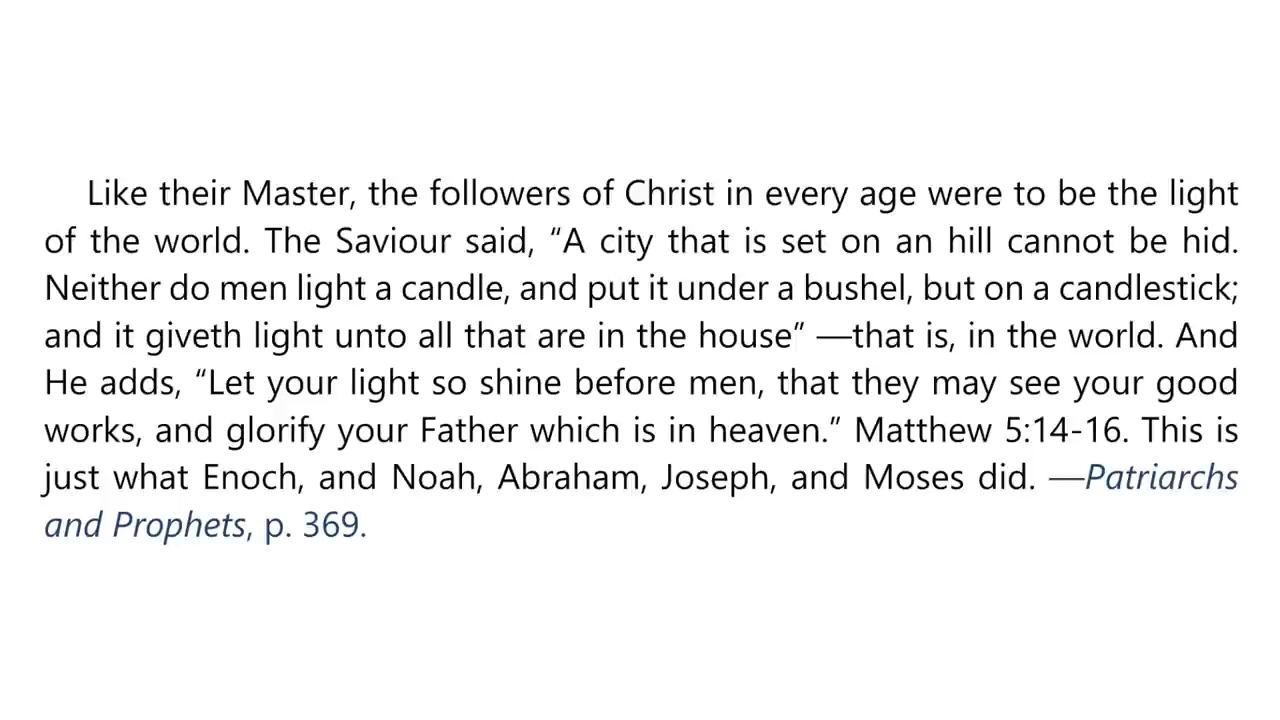 Like their Master, the followers of Christ in every age were to be the light
of the world. The Saviour said, “A city that is set on an hill cannot be hid.
Neither do men light a candle, and put it under a bushel, but on a candlestick;
and it giveth light unto all that are in the house” —that is, in the world. And
He adds, “Let your light so shine before men, that they may see your good
works, and glorify your Father which is in heaven.” Matthew 5:14-16. This is
just what Enoch, and Noah, Abraham, Joseph, and Moses did. —Patriarchs
and Prophets, p. 369.